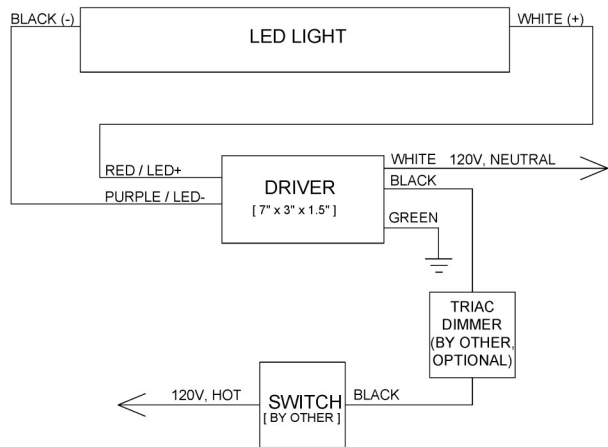 BLACK (-)
LED LIGHT
WHITE (+)
RED / LED+
PURPLE / LED-
DRIVER
[ 7" x 3" x 1.5" ]
WHITE
120V, NEUTRAL
BLACK
GREEN
TRIAC
DIMMER
(BY OTHER,
OPTIONAL)
120V, HOT
SWITCH
[ BY OTHER ]
BLACK